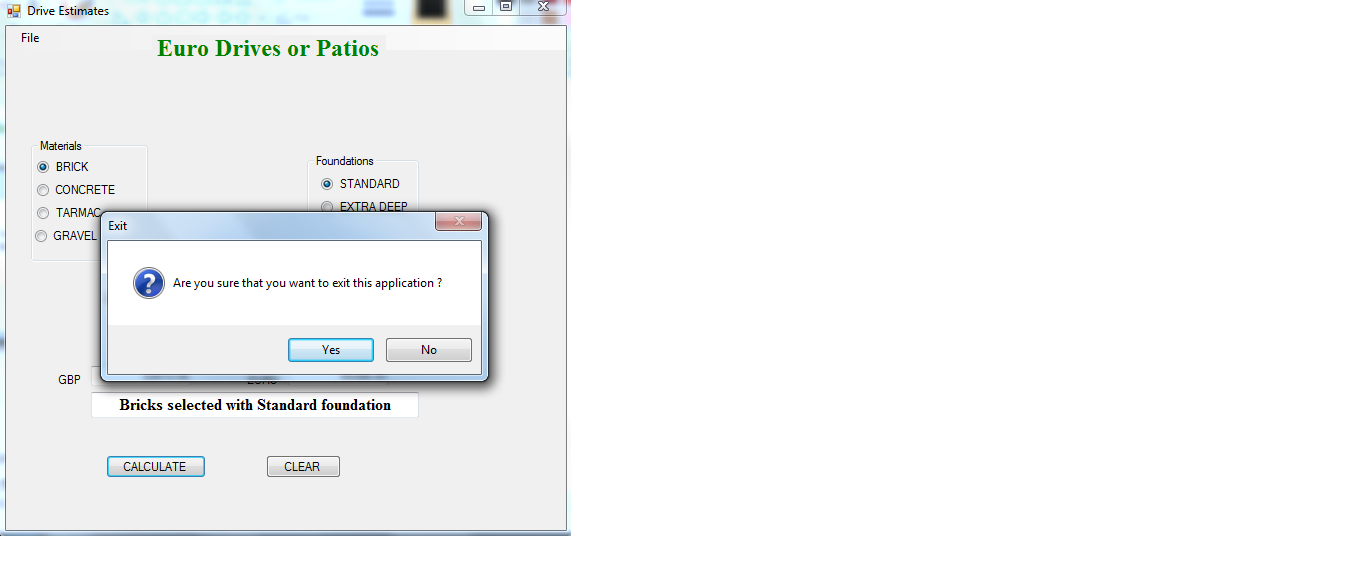 Drive Estimates
File
Euro Drives or Patios
Materials
BRICK
CONCRETE
TARMAC
GRAVEL
Foundations
STANDARD
EXTRA DEEP
Exit
Are you sure that you want to exit this application ?
Yes No
GBP
Bricks selected with Standard foundation
CALCULATE CLEAR